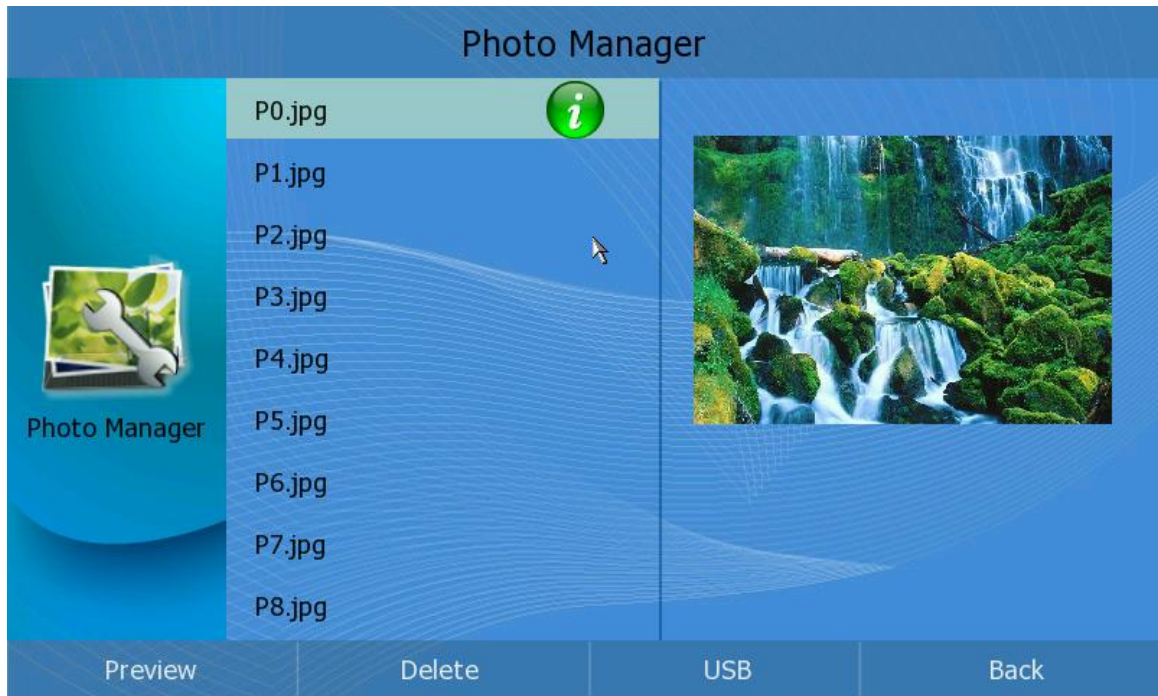 Photo Manager
P0.jpg
i
P1.jpg
P2.jpg
P3.jpg
P4.jpg
P5.jpg
P6.jpg
P7.jpg
P8.jpg
Photo Manager
Preview Delete USB Back